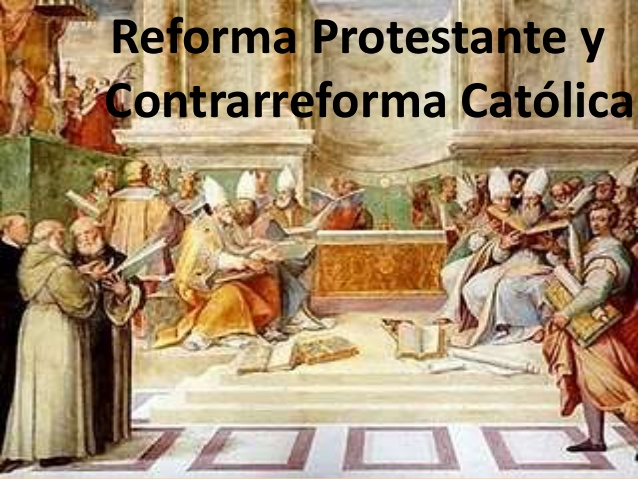 Reforma Protestante y
Contrarreforma Católica